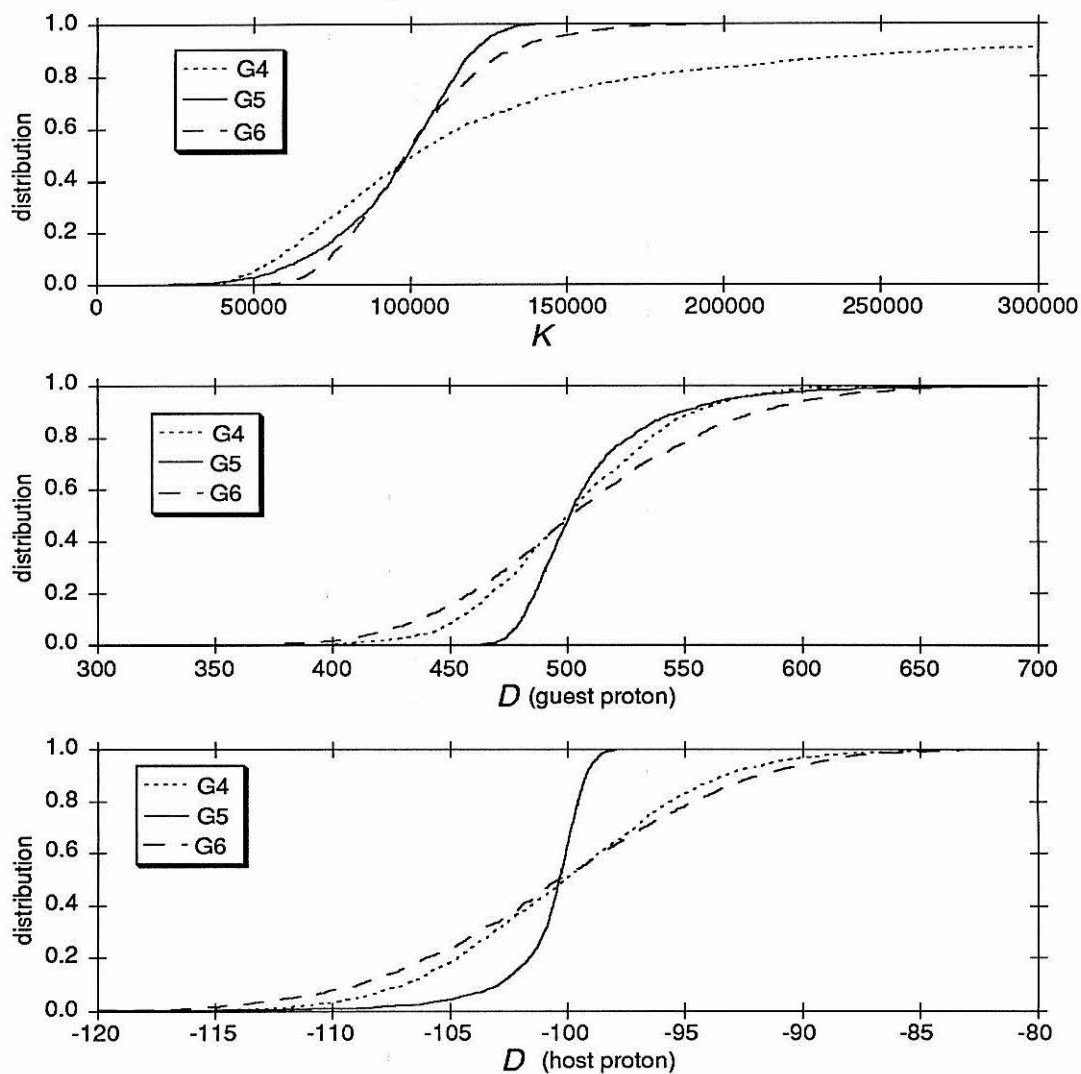 1.0
0.8
0.6
0.4
0.2
0.0
distribution
G4
G5
G6
0 50000 100000 150000 200000 250000 300000
K
1.0
0.8
0.6
0.4
0.2
0.0
distribution
G4
G5
G6
300 350 400 450 500 550 600 650 700
D (guest proton)
1.0
0.8
0.6
0.4
0.2
0.0
distribution
G4
G5
G6
-120 -115 -110 -105 -100 -95 -90 -85 -80
D (host proton)